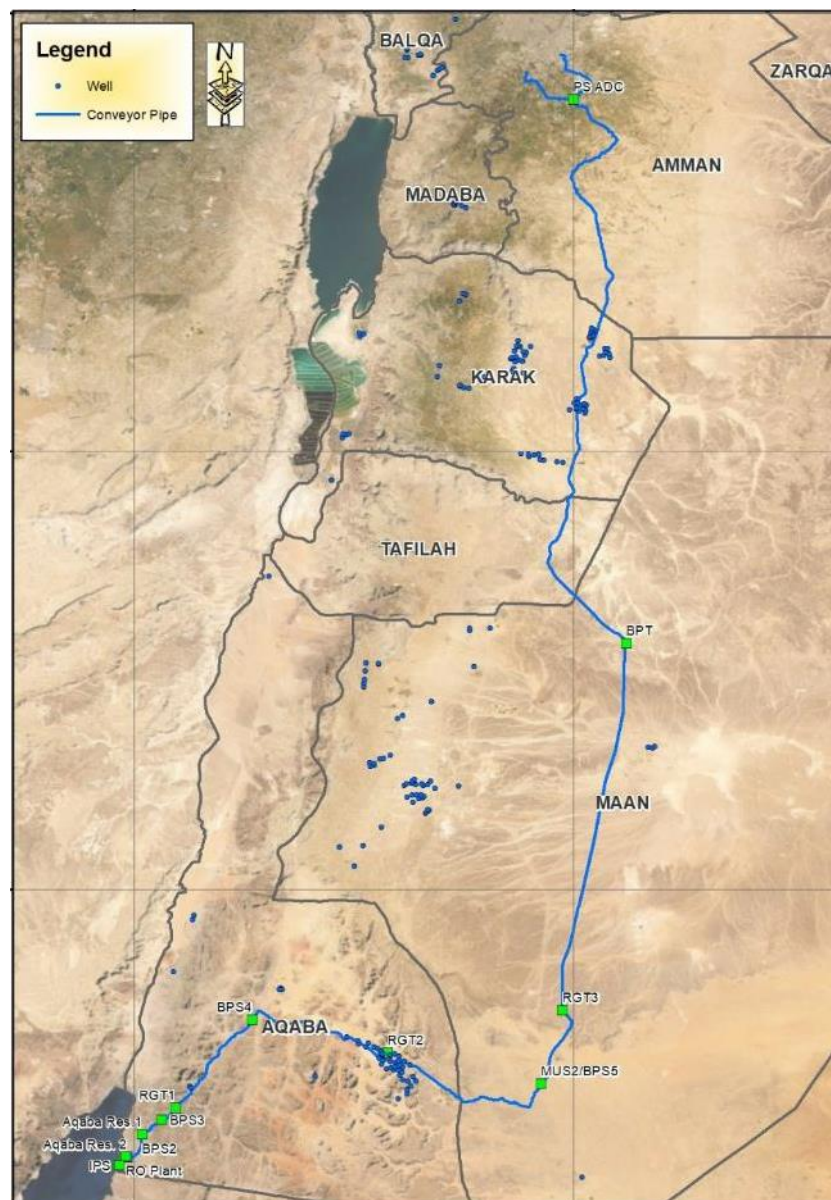 Legend
Well
Conveyor Pipe
N
BALQA
ZARQA
PS ADC
AMMAN
MADABA
KARAK
TAFILAH
BPT
MAAN
RGT3
BPS4
AQABA
RGT2
MUS2/BPS5
RGT1
Aqaba Res.1
BPS3
Aqaba Res. 2
BPS2
IPS
RO Plant